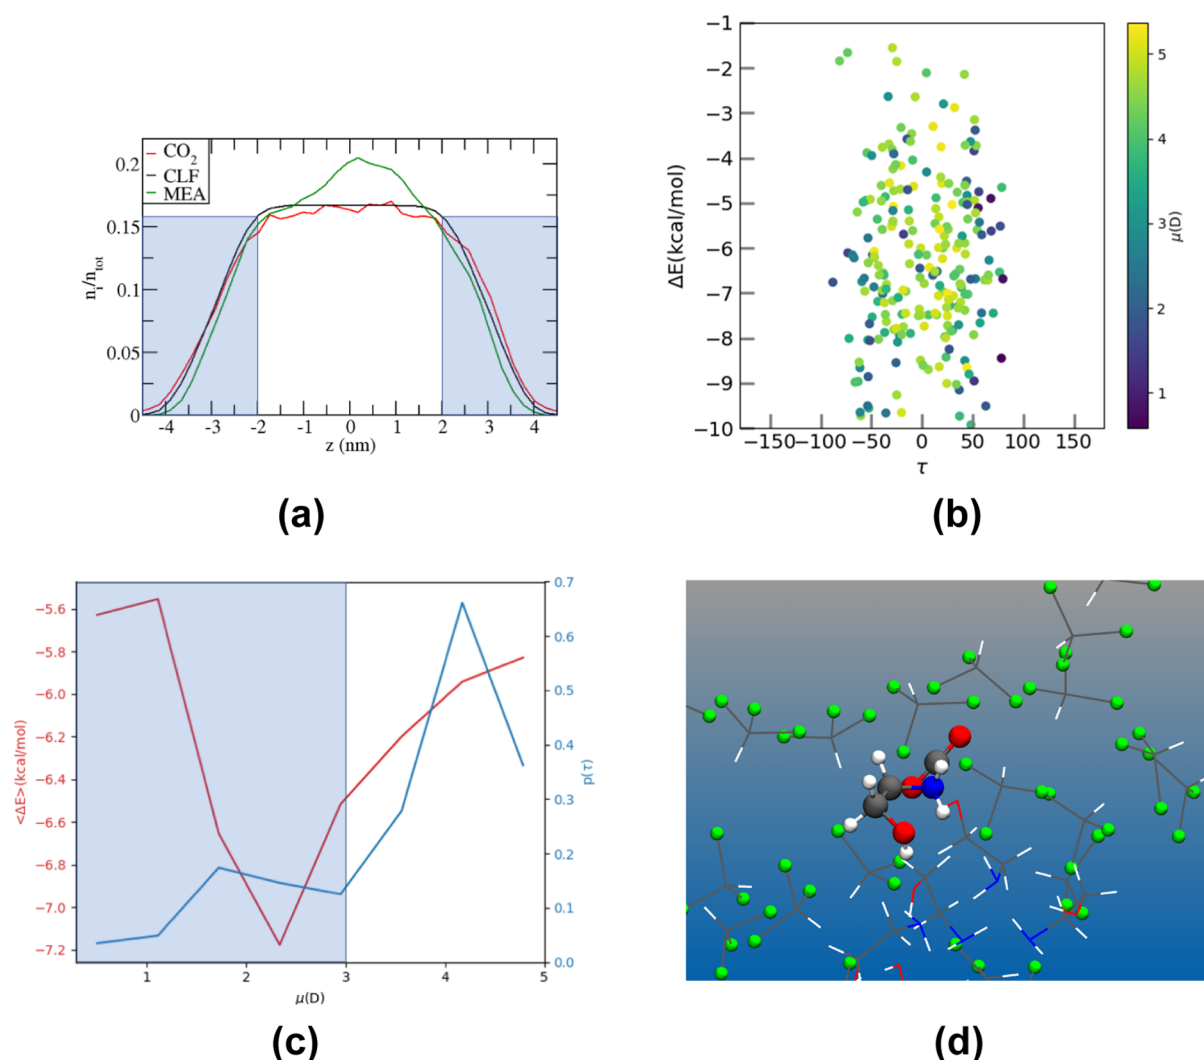 CO2
CLF
MEA
0.2
0.15
0.1
0.05
0
ni/ntot
-4 -3 -2 -1 0 1 2 3 4
z (nm)
(a)
−1
−2
−3
−4
−5
−6
−7
−8
−9
−10
ΔE(kcal/mol)
−150 −100 −50 0 50 100 150
τ
5
4
3
2
1
μ(D)
(b)
−5.6
−5.8
−6.0
−6.2
−6.4
−6.6
−6.8
−7.0
−7.2
<ΔE>(kcal/mol)
1 2 3 4 5
μ(D)
0.7
0.6
0.5
0.4
0.3
0.2
0.1
0.0
p(τ)
(c)
(d)